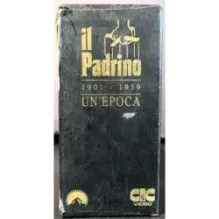 il
Padrino
1901 - 1959
UN'EPOCA
CIC
VIDEO